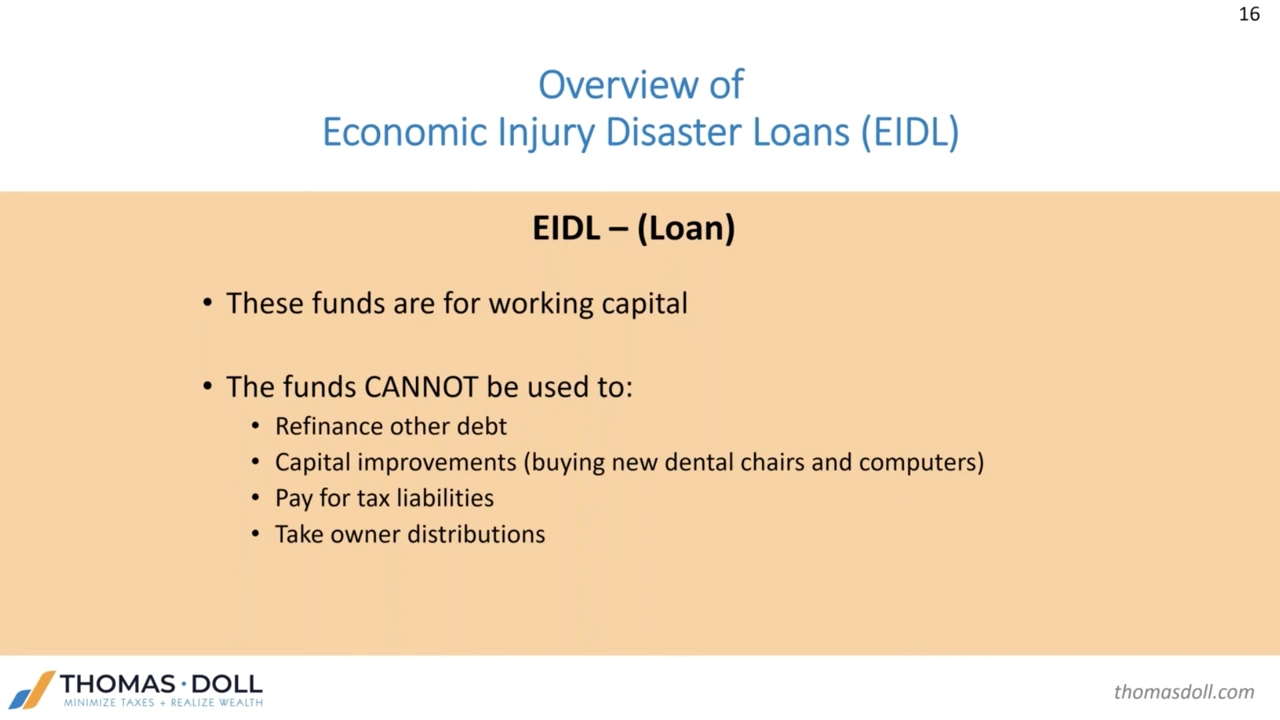 16
Overview of
Economic Injury Disaster Loans (EIDL)
EIDL – (Loan)
• These funds are for working capital
• The funds CANNOT be used to:
• Refinance other debt
• Capital improvements (buying new dental chairs and computers)
• Pay for tax liabilities
• Take owner distributions
THOMAS · DOLL
MINIMIZE TAXES + REALIZE WEALTH
thomasdoll.com